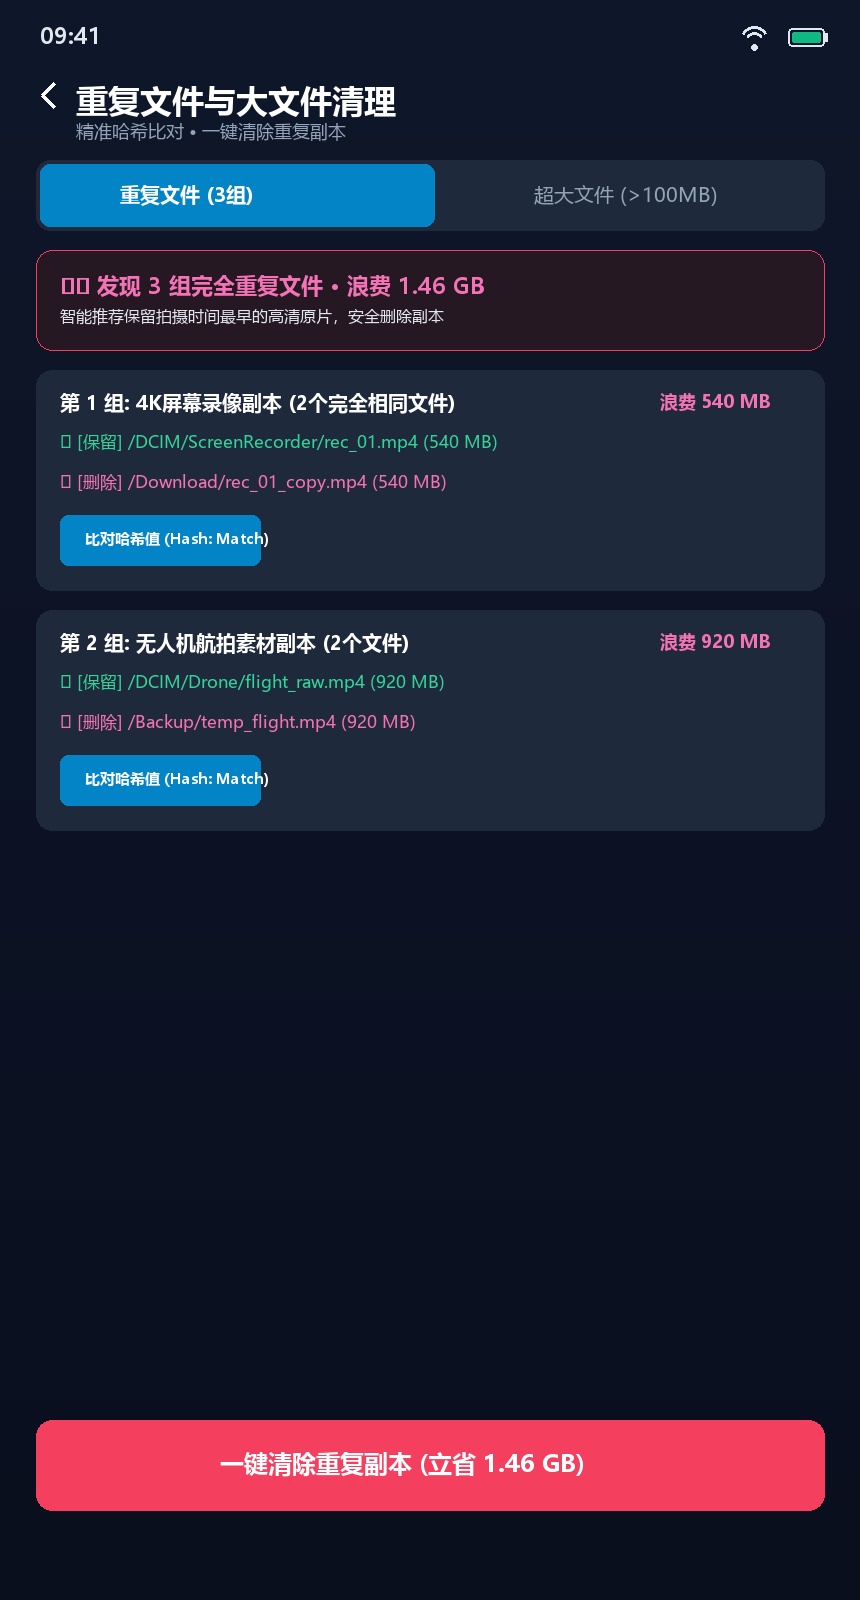 09:41
重复文件与大文件清理
精准哈希比对 • 一键清除重复副本
重复文件 (3组)
超大文件 (>100MB)
发现 3 组完全重复文件 • 浪费 1.46 GB
智能推荐保留拍摄时间最早的高清原片，安全删除副本
第 1 组: 4K屏幕录像副本 (2个完全相同文件)
浪费 540 MB
[保留] /DCIM/ScreenRecorder/rec_01.mp4 (540 MB)
[删除] /Download/rec_01_copy.mp4 (540 MB)
比对哈希值 (Hash: Match)
第 2 组: 无人机航拍素材副本 (2个文件)
浪费 920 MB
[保留] /DCIM/Drone/flight_raw.mp4 (920 MB)
[删除] /Backup/temp_flight.mp4 (920 MB)
比对哈希值 (Hash: Match)
一键清除重复副本 (立省 1.46 GB)